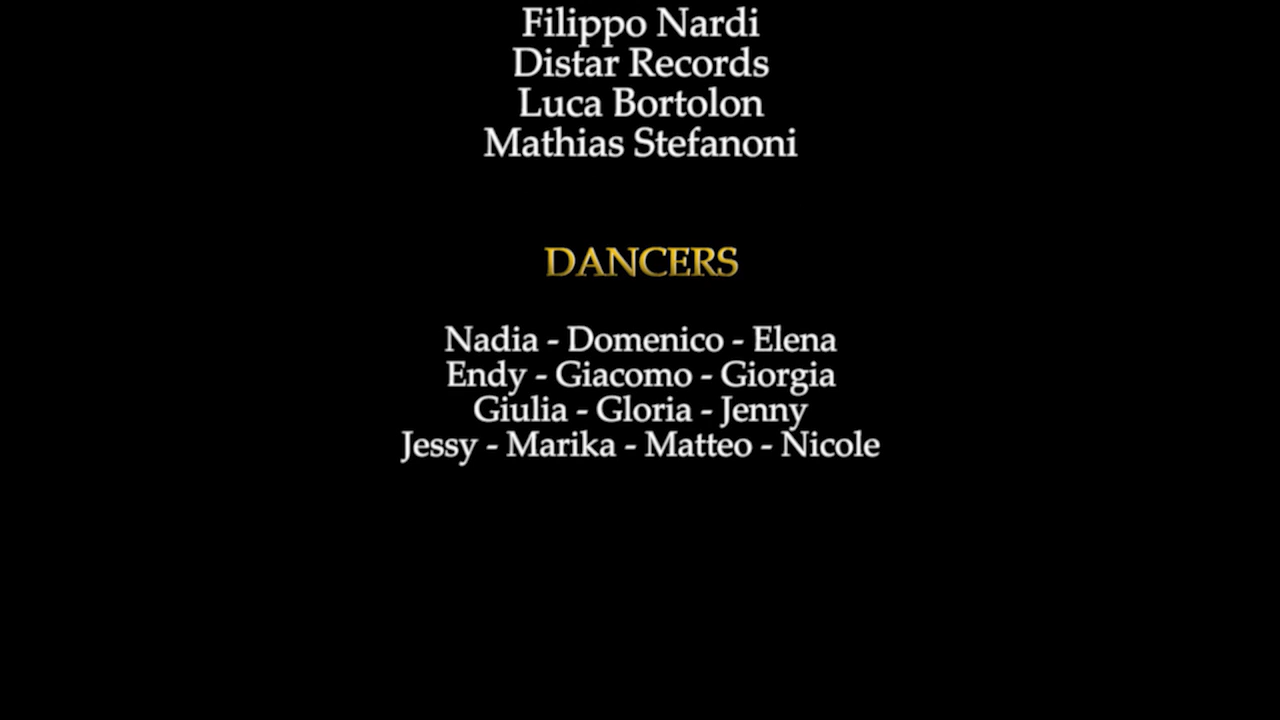 Filippo Nardi
Distar Records
Luca Bortolon
Mathias Stefanoni
DANCERS
Nadia - Domenico - Elena
Endy - Giacomo - Giorgia
Giulia - Gloria - Jenny
Jessy - Marika - Matteo - Nicole